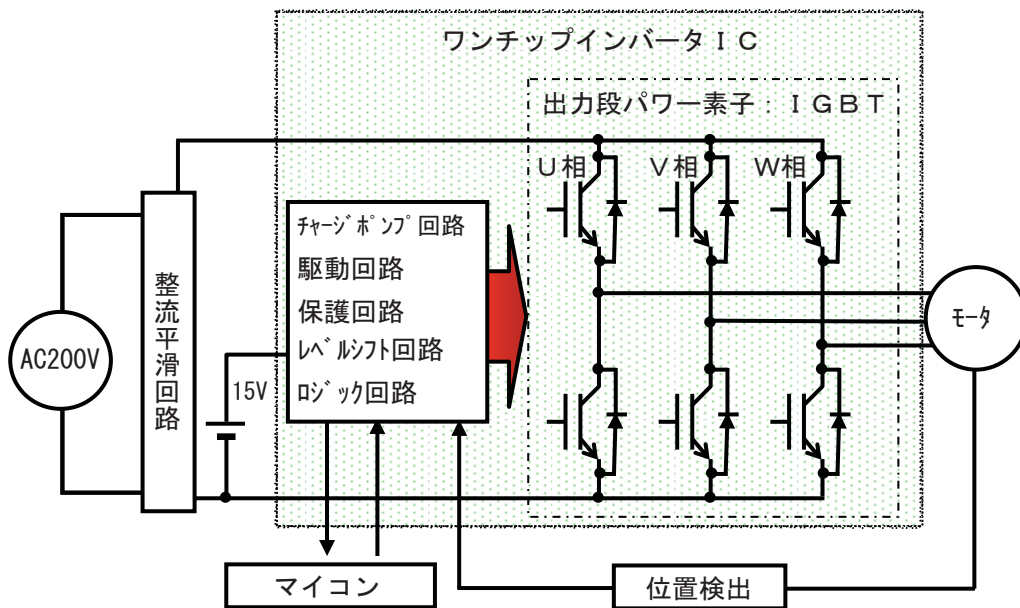 ワンチップインバータＩＣ
出力段パワー素子：ＩＧＢＴ
Ｕ相
Ｖ相
Ｗ相
ﾁｬｰｼﾞﾎﾟﾝﾌﾟ回路
駆動回路
保護回路
ﾚﾍﾞﾙｼﾌﾄ回路
ﾛｼﾞｯｸ回路
整流平滑回路
AC200V
15V
ﾓｰﾀ
マイコン
位置検出